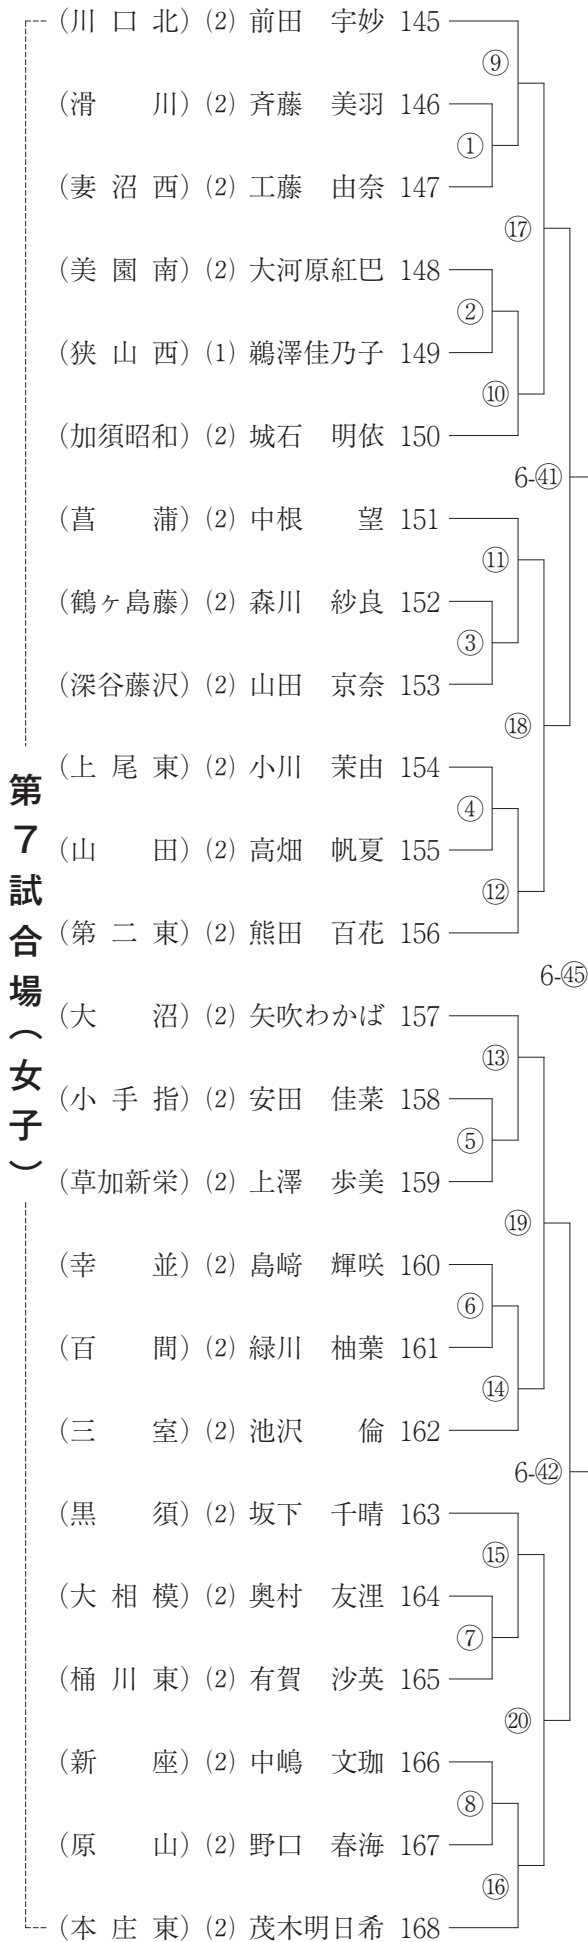 第7試合場(女子)
(川口北)(2) 前田 宇妙 145
⑨
(滑川)(2) 斉藤 美羽 146
①
(妻沼西)(2) 工藤 由奈 147
⑰
(美園南)(2) 大河原紅巴 148
②
(狭山西)(1) 鵜澤佳乃子 149
⑩
(加須昭和)(2) 城石 明依 150
6-㊶
(菖蒲)(2) 中根 望 151
⑪
(鶴ヶ島藤)(2) 森川 紗良 152
③
(深谷藤沢)(2) 山田 京奈 153
⑱
(上尾東)(2) 小川 茉由 154
④
(山田)(2) 高畑 帆夏 155
⑫
(第二東)(2) 熊田 百花 156
6-㊺
(大沼)(2) 矢吹わかば 157
⑬
(小手指)(2) 安田 佳菜 158
⑤
(草加新栄)(2) 上澤 歩美 159
⑲
(幸並)(2) 島﨑 輝咲 160
⑥
(百間)(2) 緑川 柚葉 161
⑭
(三室)(2) 池沢 倫 162
6-㊷
(黒須)(2) 坂下 千晴 163
⑮
(大相模)(2) 奥村 友浬 164
⑦
(桶川東)(2) 有賀 沙英 165
⑳
(新座)(2) 中嶋 文珈 166
⑧
(原山)(2) 野口 春海 167
⑯
(本庄東)(2) 茂木明日希 168